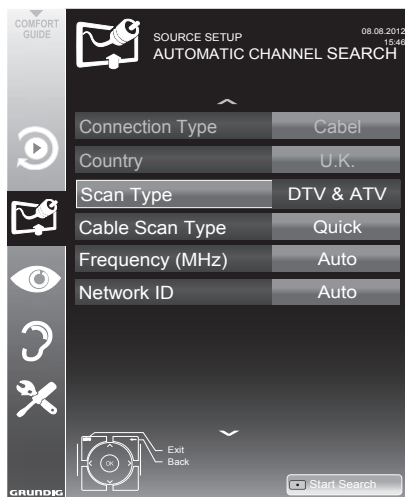 COMFORT
GUIDE
SOURCE SETUP
AUTOMATIC CHANNEL SEARCH
08.08.2012
15:46
Connection Type Cabel
Country U.K.
Scan Type DTV & ATV
Cable Scan Type Quick
Frequency (MHz) Auto
Network ID Auto
OK
Exit
Back
Start Search
GRUNDIG